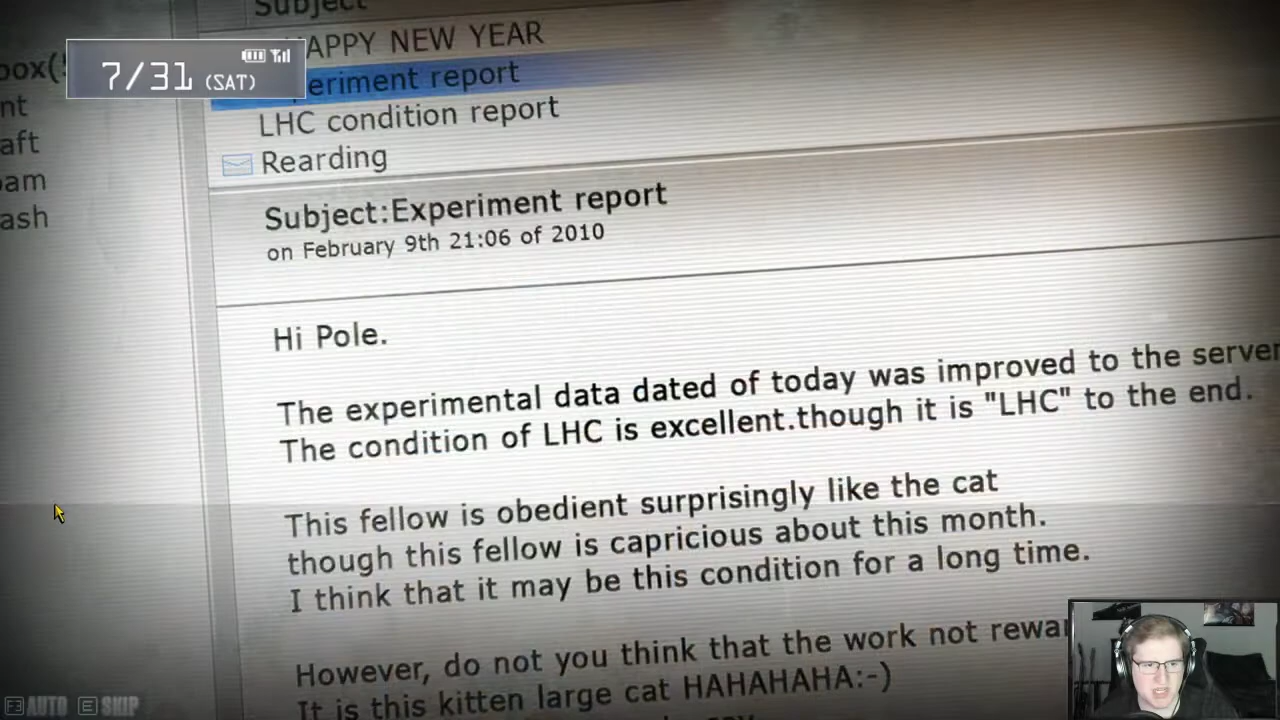 Subject
7/31 (SAT)
APPY NEW YEAR
periment report
LHC condition report
Rearding
box(
nt
aft
am
ash
Subject:Experiment report
on February 9th 21:06 of 2010
Hi Pole.
The experimental data dated of today was improved to the server
The condition of LHC is excellent.though it is "LHC" to the end.
This fellow is obedient surprisingly like the cat
though this fellow is capricious about this month.
I think that it may be this condition for a long time.
However, do not you think that the work not rewa
It is this kitten large cat HAHAHAHA:-)
AUTO E SKIP